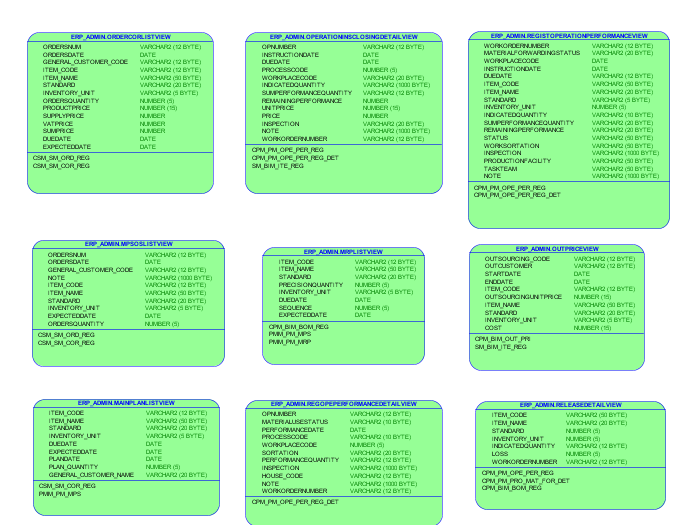 ERP_ADMIN.ORDERCORLISTVIEW
ORDERSNUM VARCHAR2 (12 BYTE)
ORDERSDATE DATE
GENERAL_CUSTOMER_CODE VARCHAR2 (12 BYTE)
ITEM_CODE VARCHAR2 (10 BYTE)
ITEM_NAME VARCHAR2 (50 BYTE)
STANDARD VARCHAR2 (20 BYTE)
INVENTORY_UNIT VARCHAR2 (5 BYTE)
ORDERSQUANTITY NUMBER (5)
PRODUCTPRICE NUMBER (15)
SUPPLYPRICE NUMBER
VATPRICE NUMBER
SUMPRICE NUMBER
DUEDATE DATE
EXPECTEDDATE DATE
CSM_SM_ORD_REG
CSM_SM_COR_REG
ERP_ADMIN.OPERATIONINSCLOSINGDETAILVIEW
OPNUMBER VARCHAR2 (12 BYTE)
INSTRUCTIONDATE DATE
DUEDATE DATE
PROCESSCODE NUMBER (5)
WORKPLACECODE VARCHAR2 (20 BYTE)
INDICATEDQUANTITY VARCHAR2 (1000 BYTE)
SUMPERFORMANCEQUANTITY VARCHAR2 (12 BYTE)
REMAININGPERFORMANCE NUMBER
UNITPRICE NUMBER (15)
PRICE NUMBER
INSPECTION VARCHAR2 (20 BYTE)
NOTE VARCHAR2 (1000 BYTE)
WORKORDERNUMBER VARCHAR2 (12 BYTE)
CPM_PM_OPE_PER_REG
CPM_PM_OPE_PER_REG_DET
SM_BIM_ITE_REG
ERP_ADMIN.REGISTOPERATIONPERFORMANCEVIEW
WORKORDERNUMBER VARCHAR2 (12 BYTE)
MATERIALFORWARDINGSTATUS VARCHAR2 (20 BYTE)
WORKPLACECODE DATE
INSTRUCTIONDATE DATE
DUEDATE VARCHAR2 (12 BYTE)
ITEM_CODE VARCHAR2 (50 BYTE)
ITEM_NAME VARCHAR2 (20 BYTE)
STANDARD VARCHAR2 (5 BYTE)
INVENTORY_UNIT NUMBER (5)
INDICATEDQUANTITY VARCHAR2 (10 BYTE)
SUMPERFORMANCEQUANTITY VARCHAR2 (20 BYTE)
REMAININGPERFORMANCE VARCHAR2 (20 BYTE)
STATUS VARCHAR2 (50 BYTE)
WORKSORTATION VARCHAR2 (50 BYTE)
INSPECTION VARCHAR2 (1000 BYTE)
PRODUCTIONFACILITY VARCHAR2 (50 BYTE)
TASKTEAM VARCHAR2 (50 BYTE)
NOTE VARCHAR2 (1000 BYTE)
CPM_PM_OPE_PER_REG
CPM_PM_OPE_PER_REG_DET
ERP_ADMIN.MPSOSLISTVIEW
ORDERSNUM VARCHAR2 (12 BYTE)
ORDERSDATE DATE
GENERAL_CUSTOMER_CODE VARCHAR2 (12 BYTE)
NOTE VARCHAR2 (1000 BYTE)
ITEM_CODE VARCHAR2 (12 BYTE)
ITEM_NAME VARCHAR2 (50 BYTE)
STANDARD VARCHAR2 (20 BYTE)
INVENTORY_UNIT VARCHAR2 (5 BYTE)
EXPECTEDDATE DATE
ORDERSQUANTITY NUMBER (5)
CSM_SM_ORD_REG
CSM_SM_COR_REG
ERP_ADMIN.MRPLISTVIEW
ITEM_CODE VARCHAR2 (12 BYTE)
ITEM_NAME VARCHAR2 (50 BYTE)
STANDARD VARCHAR2 (20 BYTE)
PRECISIONQUANTITY NUMBER (5)
INVENTORY_UNIT VARCHAR2 (5 BYTE)
DUEDATE DATE
SEQUENCE NUMBER (5)
EXPECTEDDATE DATE
CPM_BIM_BOM_REG
PMM_PM_MPS
PMM_PM_MRP
ERP_ADMIN.OUTPRICEVIEW
OUTSOURCING_CODE VARCHAR2 (12 BYTE)
OUTCUSTOMER VARCHAR2 (12 BYTE)
STARTDATE DATE
ENDDATE DATE
ITEM_CODE VARCHAR2 (12 BYTE)
OUTSOURCINGUNITPRICE NUMBER (15)
ITEM_NAME VARCHAR2 (50 BYTE)
STANDARD VARCHAR2 (20 BYTE)
INVENTORY_UNIT VARCHAR2 (5 BYTE)
COST NUMBER (15)
CPM_BIM_OUT_PRI
SM_BIM_ITE_REG
ERP_ADMIN.MAINPLANLISTVIEW
ITEM_CODE VARCHAR2 (12 BYTE)
ITEM_NAME VARCHAR2 (50 BYTE)
STANDARD VARCHAR2 (20 BYTE)
INVENTORY_UNIT VARCHAR2 (5 BYTE)
DUEDATE DATE
EXPECTEDDATE DATE
PLANDATE DATE
PLAN_QUANTITY NUMBER (5)
GENERAL_CUSTOMER_NAME VARCHAR2 (20 BYTE)
CSM_SM_COR_REG
PMM_PM_MPS
ERP_ADMIN.REGOPEPERFORMANCEDETAILVIEW
OPNUMBER VARCHAR2 (12 BYTE)
MATERIALUSESTATUS VARCHAR2 (10 BYTE)
PERFORMANCEDATE DATE
PROCESSCODE VARCHAR2 (10 BYTE)
WORKPLACECODE NUMBER (5)
SORTATION VARCHAR2 (20 BYTE)
PERFORMANCEQUANTITY VARCHAR2 (12 BYTE)
INSPECTION VARCHAR2 (1000 BYTE)
HOUSE_CODE VARCHAR2 (12 BYTE)
NOTE VARCHAR2 (1000 BYTE)
WORKORDERNUMBER VARCHAR2 (12 BYTE)
CPM_PM_OPE_PER_REG_DET
ERP_ADMIN.RELEASEDETAILVIEW
ITEM_CODE VARCHAR2 (50 BYTE)
ITEM_NAME VARCHAR2 (20 BYTE)
STANDARD NUMBER (5)
INVENTORY_UNIT NUMBER (5)
INDICATEDQUANTITY VARCHAR2 (12 BYTE)
LOSS NUMBER (5)
WORKORDERNUMBER VARCHAR2 (12 BYTE)
CPM_PM_OPE_PER_REG
CPM_PM_PRO_MAT_FOR_DET
CPM_BIM_BOM_REG